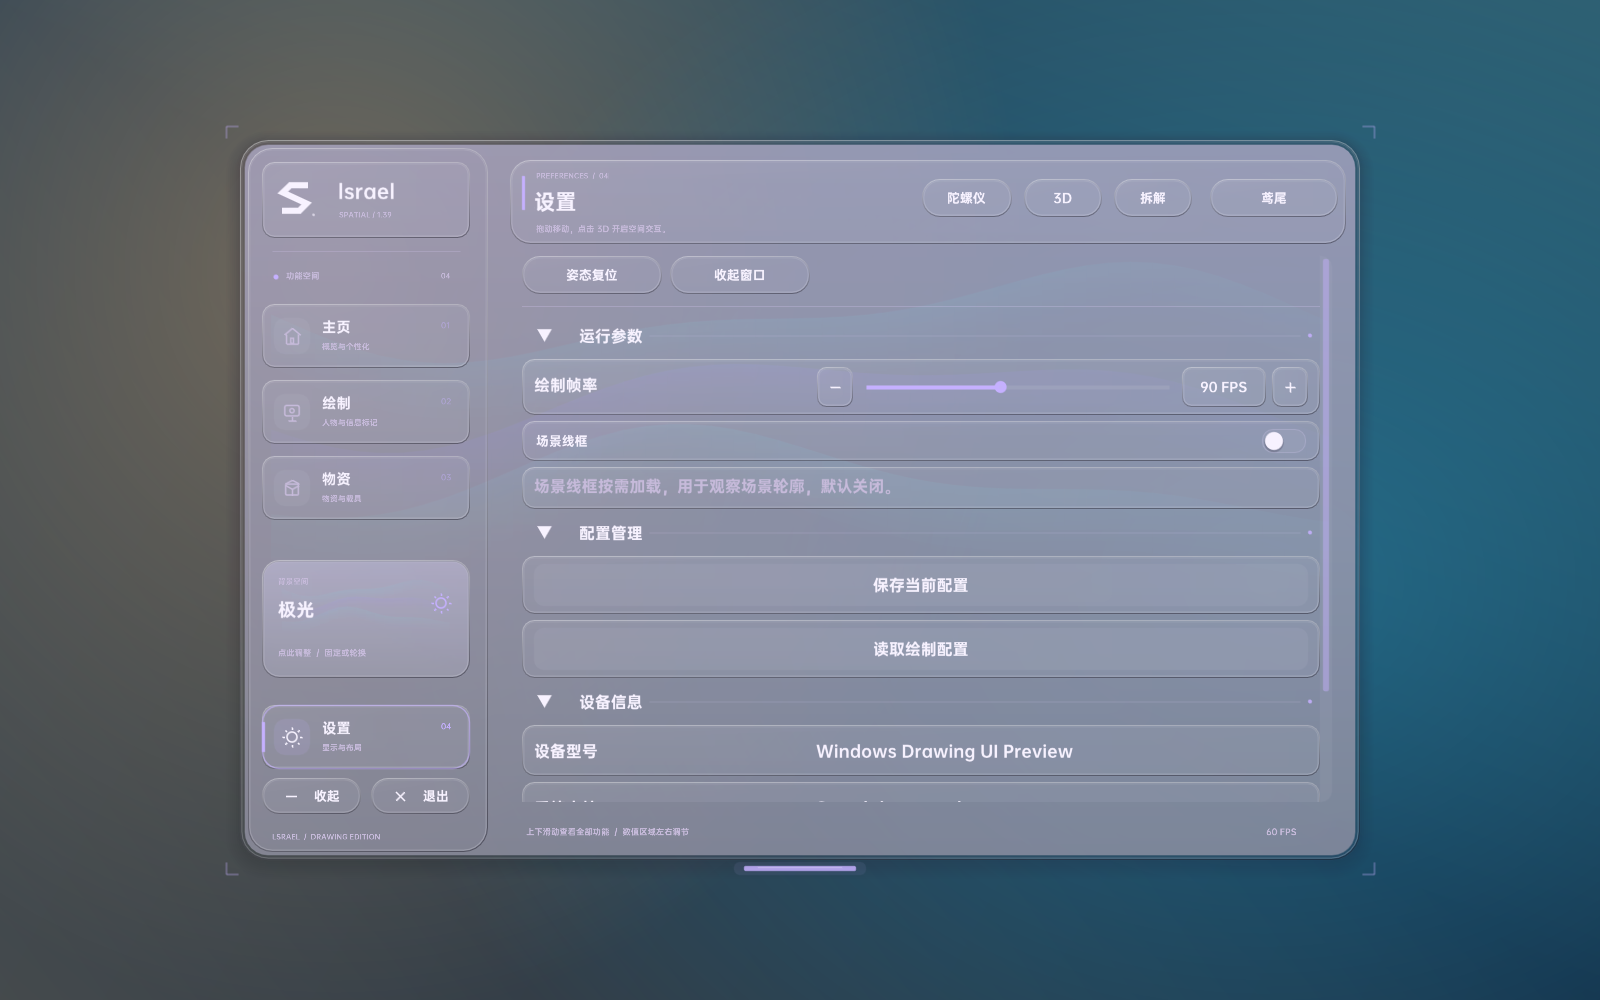 Israel
SPATIAL / 1.59
功能空间
04
主页
01
概览与个性化
绘制
02
人物与信息标记
物资
03
物资与载具
背景空间
极光
点此调整 / 固定或轮换
设置
04
显示与布局
收起
退出
LSRAEL / DRAWING EDITION
PREFERENCES / 04
设置
拖动移动，点击 3D 开启空间交互。
陀螺仪
3D
拆解
鸢尾
姿态复位
收起窗口
运行参数
绘制帧率
90 FPS
场景线框
场景线框按需加载，用于观察场景轮廓，默认关闭。
配置管理
保存当前配置
读取绘制配置
设备信息
设备型号
Windows Drawing UI Preview
上下滑动查看全部功能 / 数值区域左右调节
60 FPS